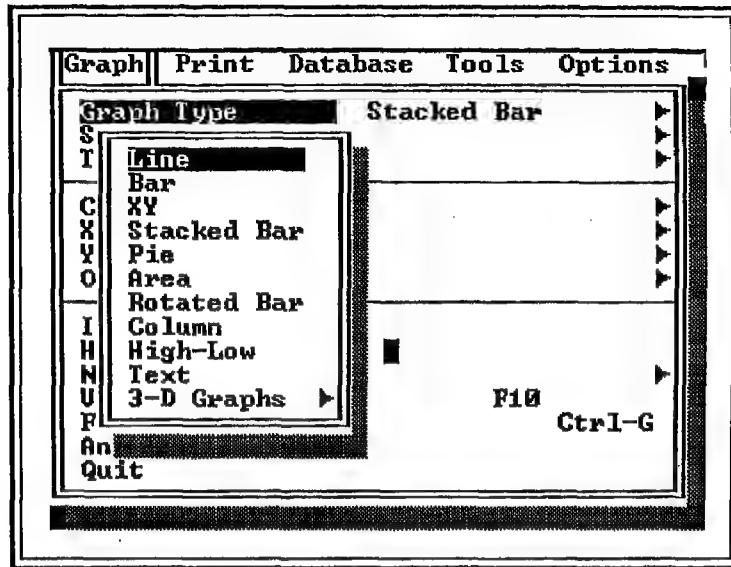 Graph Print Database Tools Options
Graph Type Stacked Bar
S
T
Line
Bar
C XY
X Stacked Bar
Y Pie
O Area
Rotated Bar
I Column
H High-Low
N Text
V 3-D Graphs F10
F Ctrl-G
An
Quit